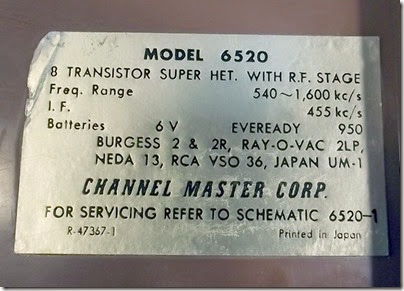 MODEL 6520
8 TRANSISTOR SUPER HET. WITH R.F. STAGE
Freq. Range 540~1,600 kc/s
I. F. 455 kc/s
Batteries 6 V EVEREADY 950
BURGESS 2 & 2R, RAY-O-VAC 2LP,
NEDA 13, RCA VSO 36, JAPAN UM-1
CHANNEL MASTER CORP.
FOR SERVICING REFER TO SCHEMATIC 6520-1
R-47367-1 Printed in Japan